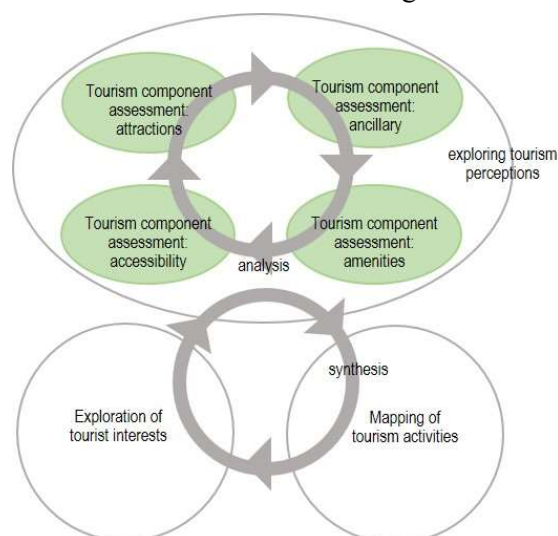 Tourism component
assessment:
attractions
Tourism component
assessment:
ancillary
exploring tourism
perceptions
Tourism component
assessment:
accessibility
Tourism component
assessment:
amenities
analysis
synthesis
Exploration of
tourist interests
Mapping of
tourism activities